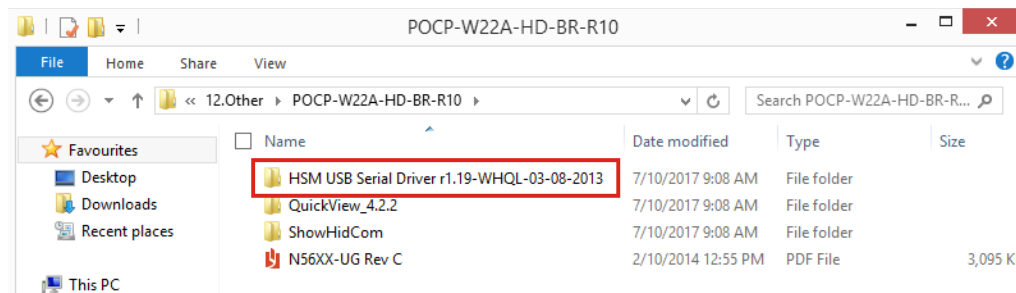 POCP-W22A-HD-BR-R10
File Home Share View
« 12.Other ▸ POCP-W22A-HD-BR-R10 ▸ Search POCP-W22A-HD-BR-R...
Favourites
Desktop
Downloads
Recent places
This PC
Name Date modified Type Size
HSM USB Serial Driver r1.19-WHQL-03-08-2013 7/10/2017 9:08 AM File folder
QuickView_4.2.2 7/10/2017 9:08 AM File folder
ShowHidCom 7/10/2017 9:08 AM File folder
N56XX-UG Rev C 2/10/2014 12:55 PM PDF File 3,095 K